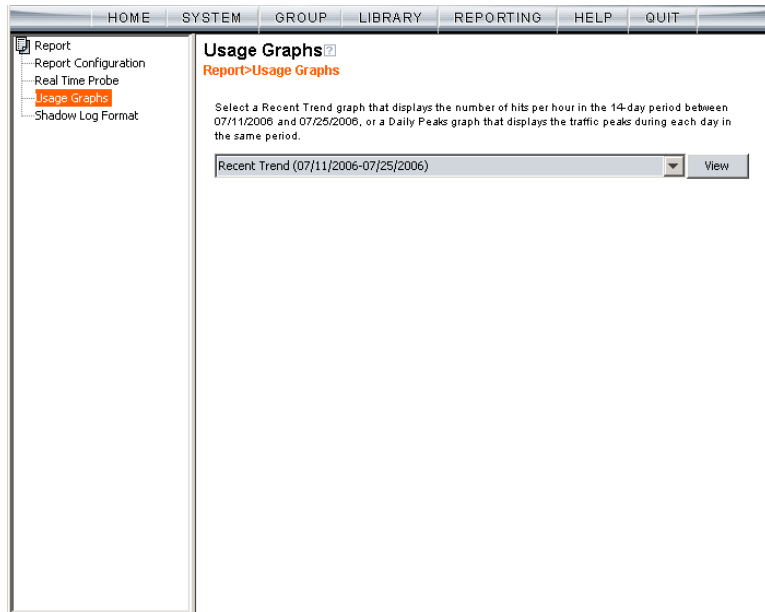 HOME SYSTEM GROUP LIBRARY REPORTING HELP QUIT
Report
Report Configuration
Real Time Probe
Usage Graphs
Shadow Log Format
Usage Graphs?
Report>Usage Graphs
Select a Recent Trend graph that displays the number of hits per hour in the 14-day period between
07/11/2006 and 07/25/2006, or a Daily Peaks graph that displays the traffic peaks during each day in
the same period.
Recent Trend (07/11/2006-07/25/2006) View